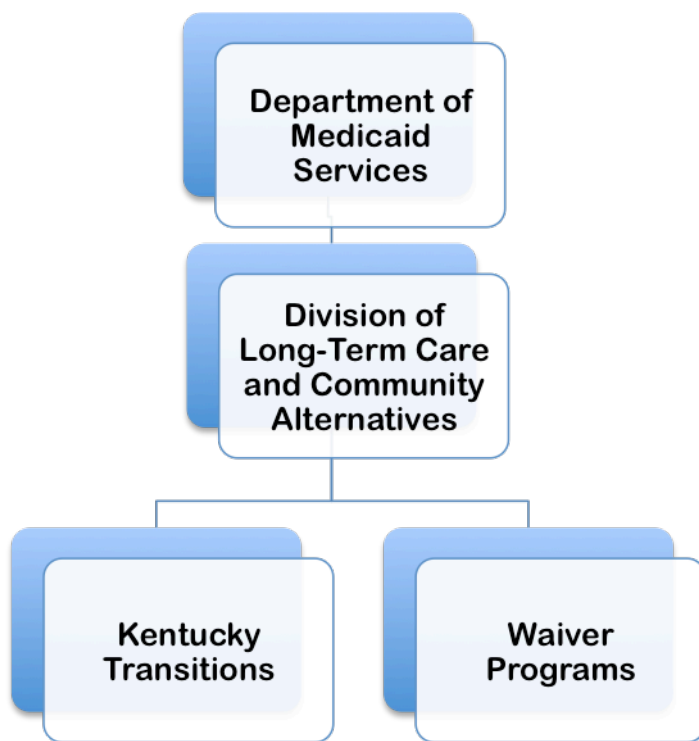 Department of
Medicaid
Services
Division of
Long-Term Care
and Community
Alternatives
Kentucky
Transitions
Waiver
Programs